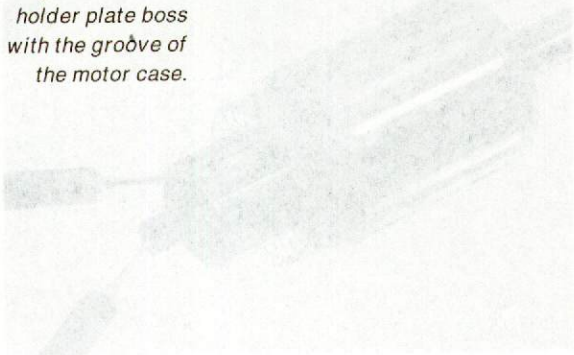 holder plate boss
with the groove of
the motor case.